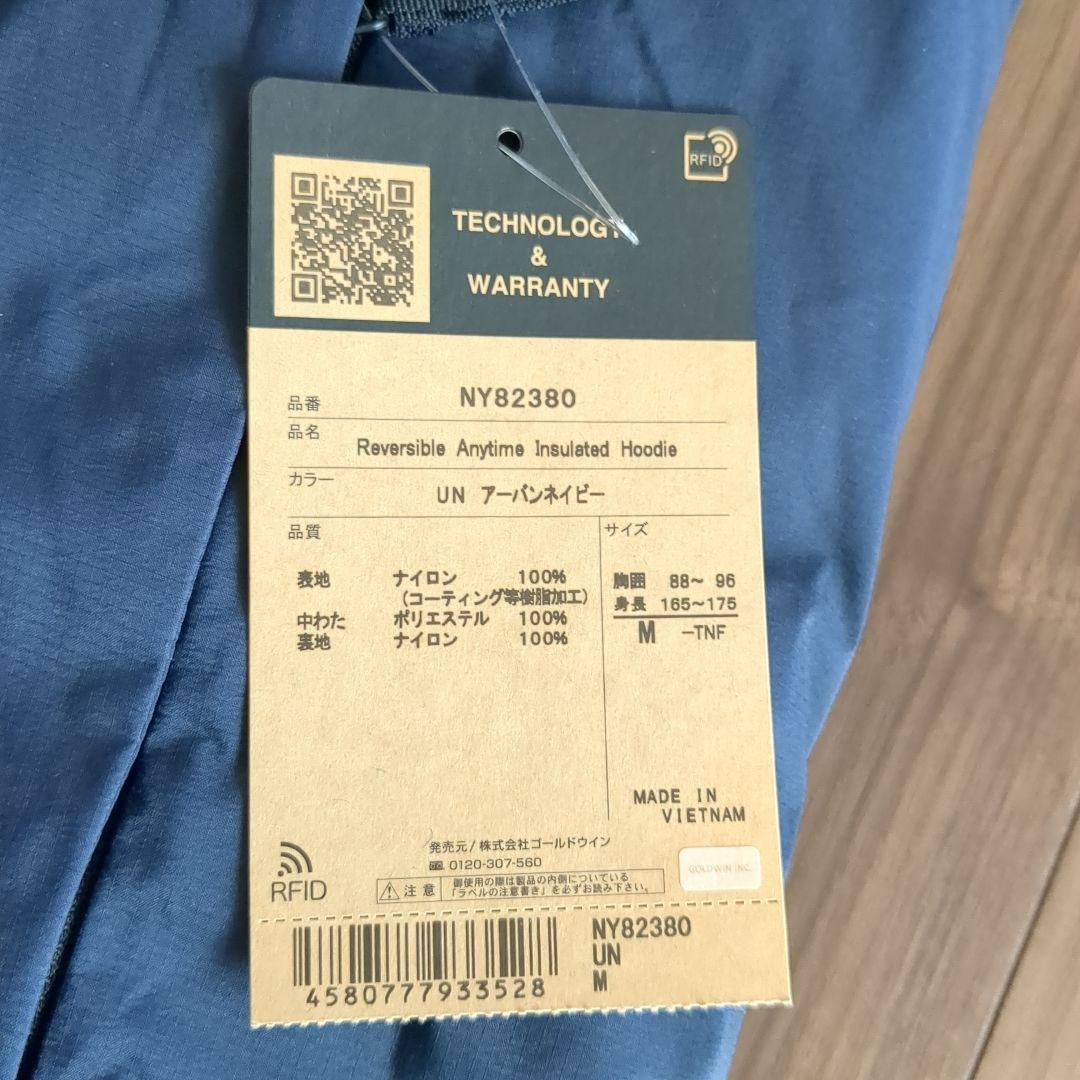 RFID
TECHNOLOGY
&
WARRANTY
品番 NY82380
品名 Reversible Anytime Insulated Hoodie
カラー UN アーバンネイビー
品質
表地 ナイロン 100%
(コーティング等樹脂加工)
中わた ポリエステル 100%
裏地 ナイロン 100%
サイズ
胸囲 88～ 96
身長 165～175
M -TNF
MADE IN
VIETNAM
発売元/株式会社ゴールドウイン
0120-307-560
RFID
注意
御使用の際は製品の内側についている
「ラベルの注意書き」を必ずお読み下さい。
GOLDWIN INC.
4580777933528
NY82380
UN
M